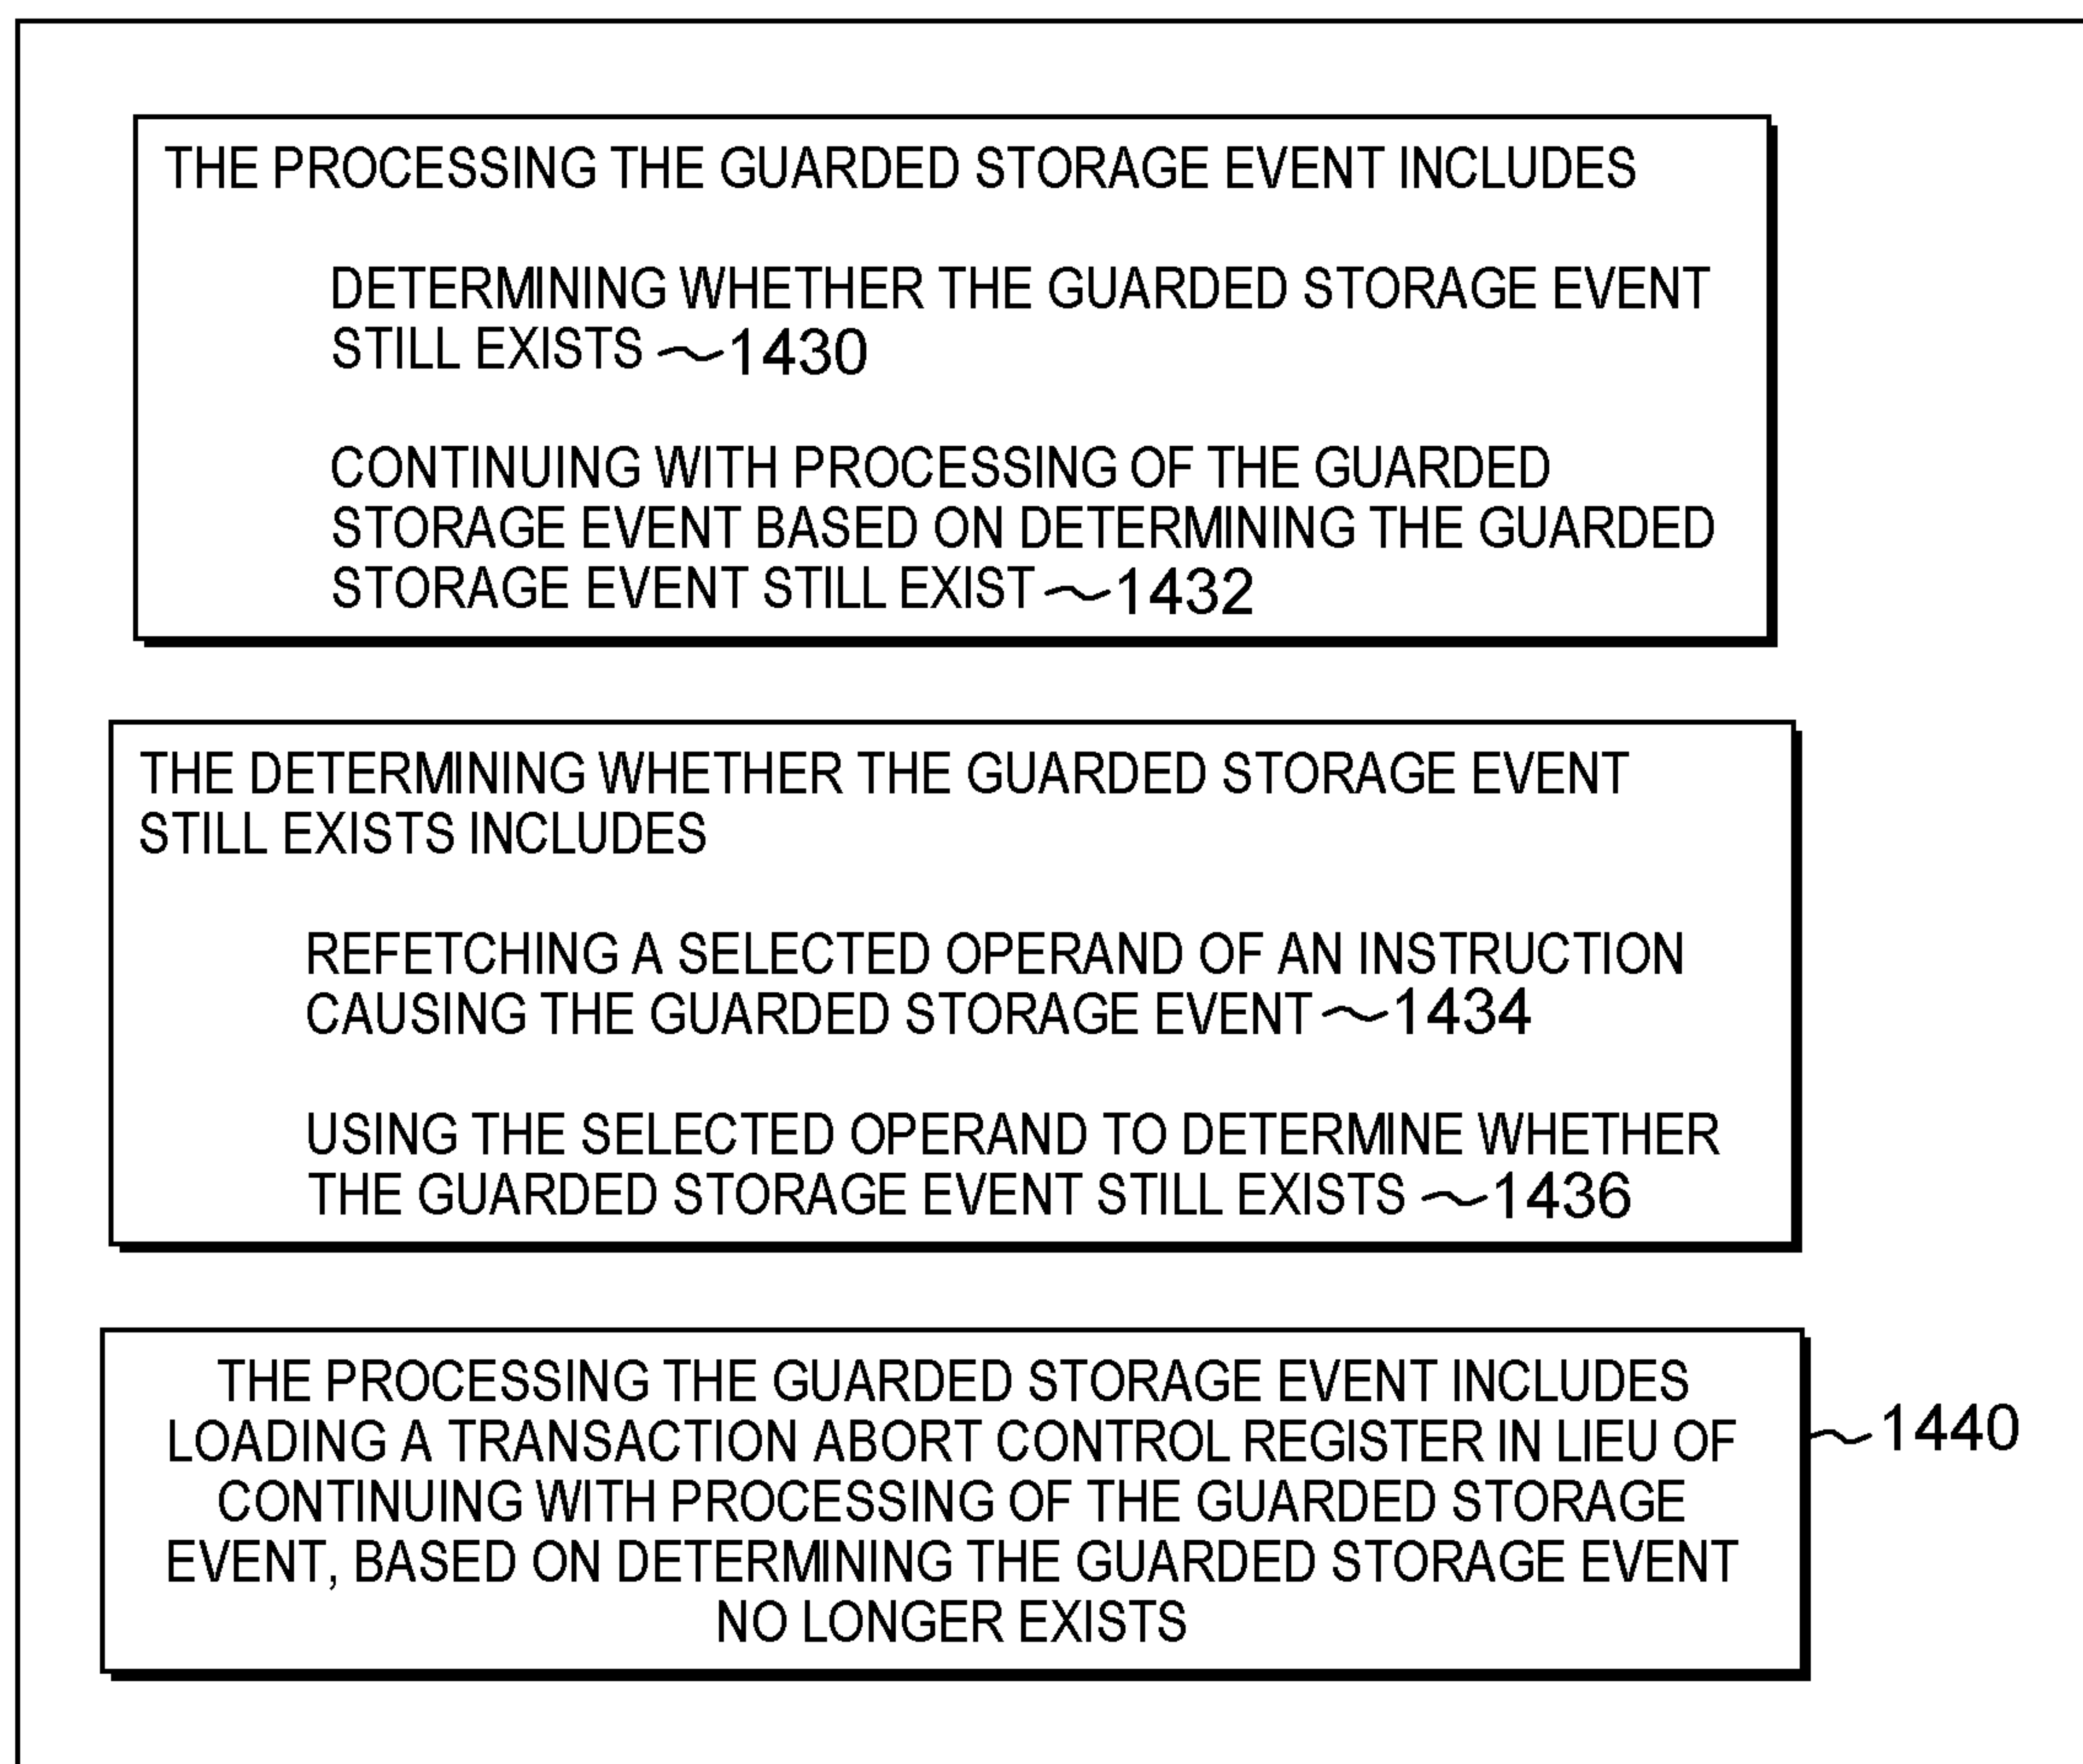 THE PROCESSING THE GUARDED STORAGE EVENT INCLUDES
DETERMINING WHETHER THE GUARDED STORAGE EVENT
STILL EXISTS 1430
CONTINUING WITH PROCESSING OF THE GUARDED
STORAGE EVENT BASED ON DETERMINING THE GUARDED
STORAGE EVENT STILL EXIST 1432
THE DETERMINING WHETHER THE GUARDED STORAGE EVENT
STILL EXISTS INCLUDES
REFETCHING A SELECTED OPERAND OF AN INSTRUCTION
CAUSING THE GUARDED STORAGE EVENT 1434
USING THE SELECTED OPERAND TO DETERMINE WHETHER
THE GUARDED STORAGE EVENT STILL EXISTS 1436
THE PROCESSING THE GUARDED STORAGE EVENT INCLUDES
LOADING A TRANSACTION ABORT CONTROL REGISTER IN LIEU OF 1440
CONTINUING WITH PROCESSING OF THE GUARDED STORAGE
EVENT, BASED ON DETERMINING THE GUARDED STORAGE EVENT
NO LONGER EXISTS